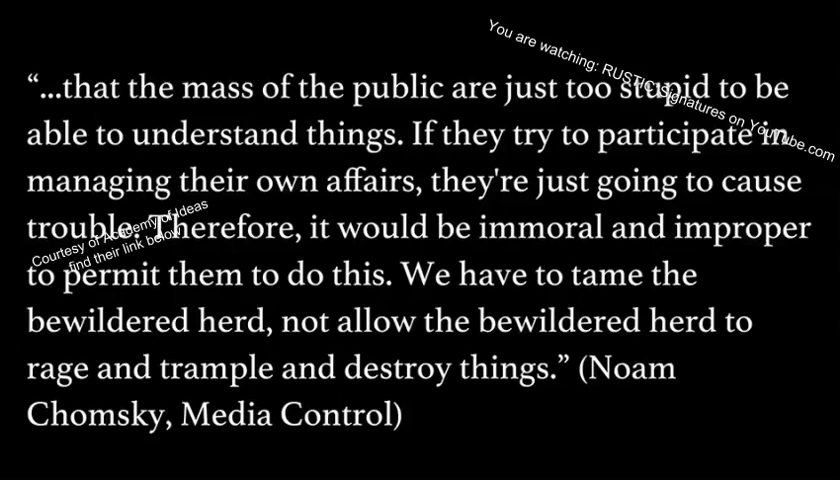 You are watching: RUSTIC Signatures on YouTube.com
“...that the mass of the public are just too stupid to be
able to understand things. If they try to participate in
managing their own affairs, they're just going to cause
trouble. Therefore, it would be immoral and improper
Courtesy of Academy of Ideas
find their link below
to permit them to do this. We have to tame the
bewildered herd, not allow the bewildered herd to
rage and trample and destroy things.” (Noam
Chomsky, Media Control)